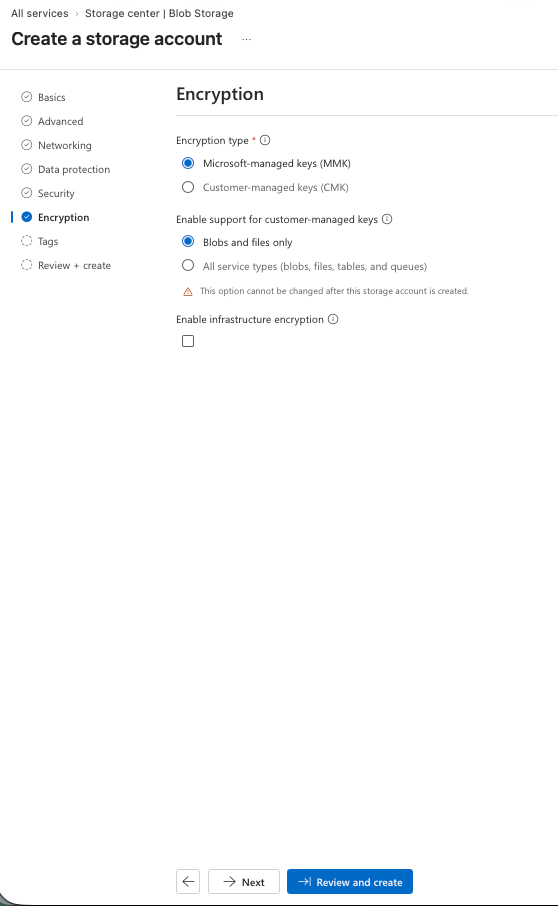 All services › Storage center | Blob Storage
Create a storage account ...
Basics
Advanced
Networking
Data protection
Security
Encryption
Tags
Review + create
Encryption
Encryption type *
Microsoft-managed keys (MMK)
Customer-managed keys (CMK)
Enable support for customer-managed keys
Blobs and files only
All service types (blobs, files, tables, and queues)
This option cannot be changed after this storage account is created.
Enable infrastructure encryption
Next
Review and create